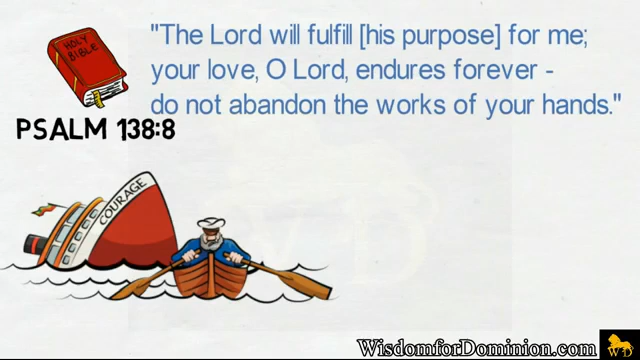 HOLY
BIBLE
"The Lord will fulfill [his purpose] for me;
your love, O Lord, endures forever -
do not abandon the works of your hands."
PSALM 138:8
COURAGE
WisdomforDominion.com
WD